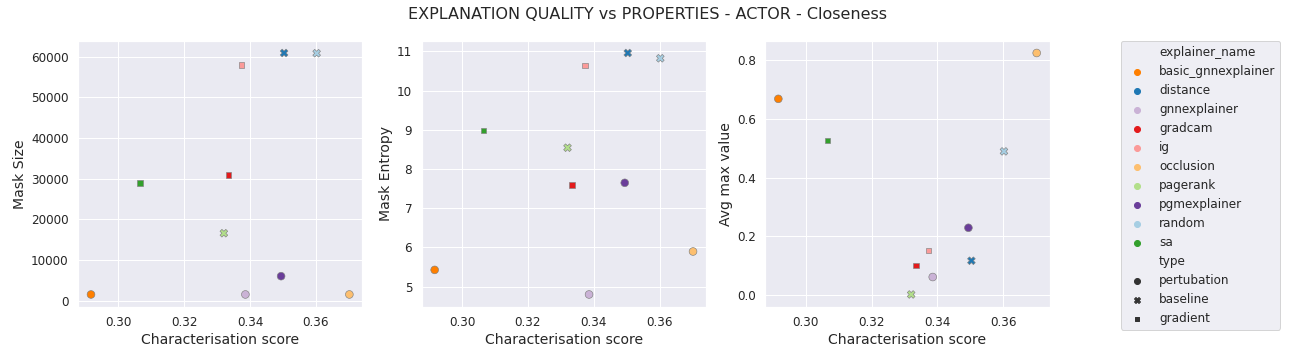 EXPLANATION QUALITY vs PROPERTIES - ACTOR - Closeness
Mask Size
60000
50000
40000
30000
20000
10000
0
0.30 0.32 0.34 0.36
Characterisation score
Mask Entropy
11
10
9
8
7
6
5
0.30 0.32 0.34 0.36
Characterisation score
Avg max value
0.8
0.6
0.4
0.2
0.0
0.30 0.32 0.34 0.36
Characterisation score
explainer_name
basic_gnnexplainer
distance
gnnexplainer
gradcam
ig
occlusion
pagerank
pgmexplainer
random
sa
type
pertubation
baseline
gradient